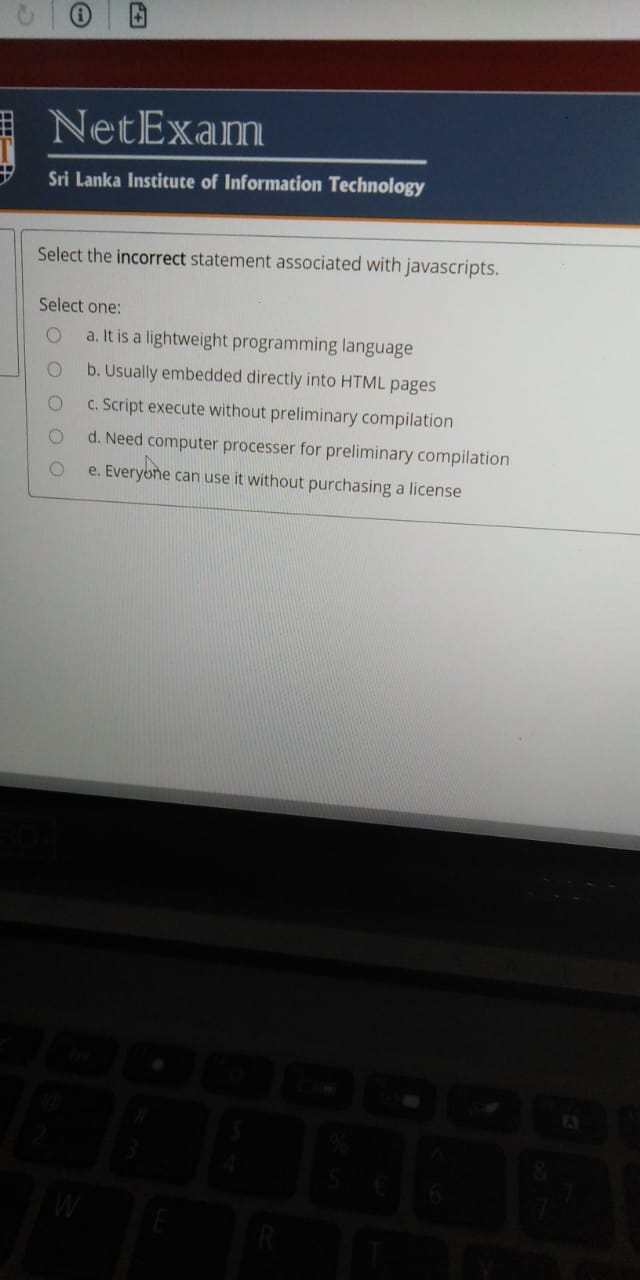 NetExam
Sri Lanka Institute of Information Technology
Select the incorrect statement associated with javascripts.
Select one:
a. It is a lightweight programming language
b. Usually embedded directly into HTML pages
c. Script execute without preliminary compilation
d. Need computer processer for preliminary compilation
e. Everyone can use it without purchasing a license
@ # $ % ^ &
2 3 4 5 € 6 7 7
W E R T Y